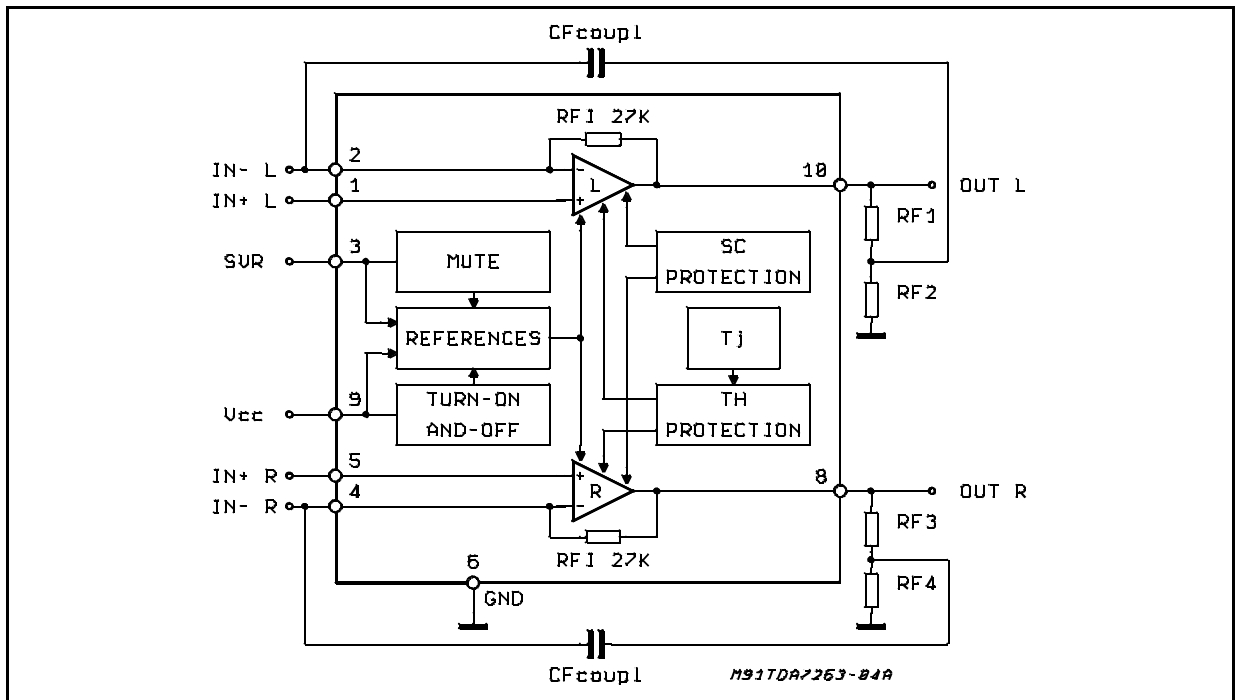 CFcoupl
RFI 27K
IN- L
2
-
L
10
OUT L
IN+ L
1
+
RF1
SVR
3
MUTE
SC
PROTECTION
RF2
REFERENCES
Tj
Vcc
9
TURN-ON
AND-OFF
TH
PROTECTION
IN+ R
5
+
R
8
OUT R
IN- R
4
-
RF3
RFI 27K
6
GND
RF4
CFcoupl
M91TDA7263-04A